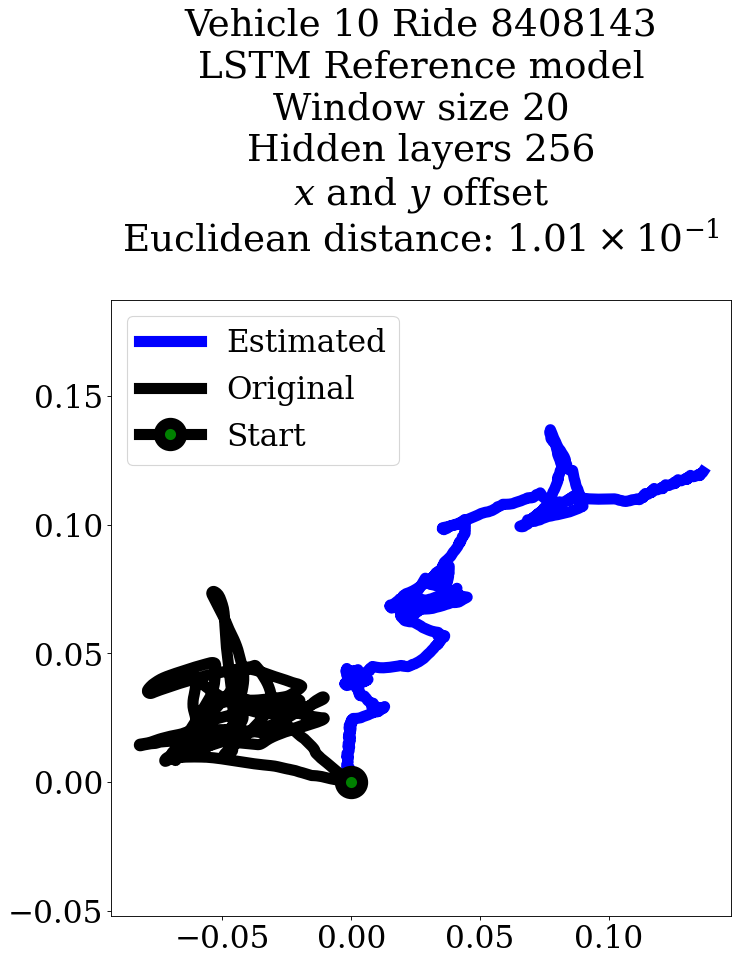 Vehicle 10 Ride 8408143
LSTM Reference model
Window size 20
Hidden layers 256
x and y offset
Euclidean distance: 1.01 × 10⁻¹
Estimated
Original
Start
0.15
0.10
0.05
0.00
−0.05
−0.05 0.00 0.05 0.10